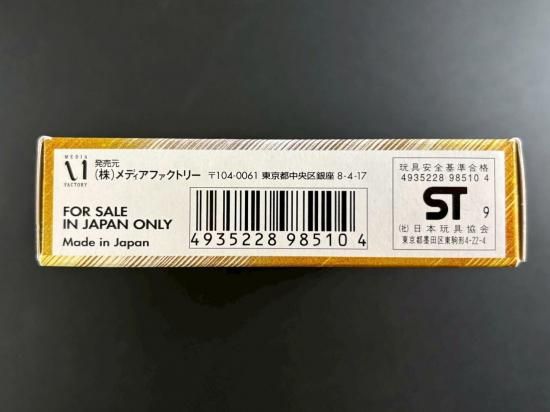 MEDIA
FACTORY
発売元
(株)メディアファクトリー 〒104-0061 東京都中央区銀座 8-4-17
FOR SALE
IN JAPAN ONLY
Made in Japan
4935228 98510 4
玩具安全基準合格
4935228 98510 4
ST 9
(社)日本玩具協会
東京都墨田区東駒形4-22-4